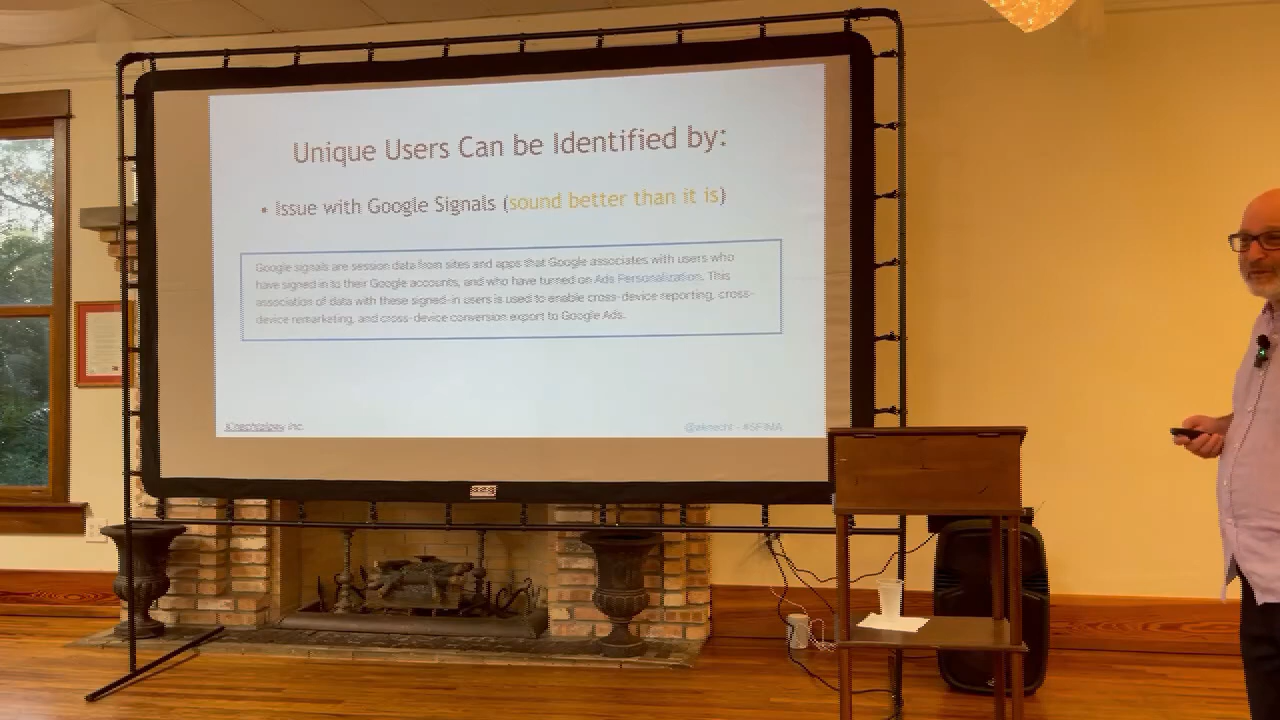 Unique Users Can be Identified by:
• Issue with Google Signals (sound better than it is)
Google signals are session data from sites and apps that Google associates with users who
have signed in to their Google accounts, and who have turned on Ads Personalization. This
association of data with these signed-in users is used to enable cross-device reporting, cross-
device remarketing, and cross-device conversion export to Google Ads.
Knechtology Inc.
@eknecht - #SFIMA